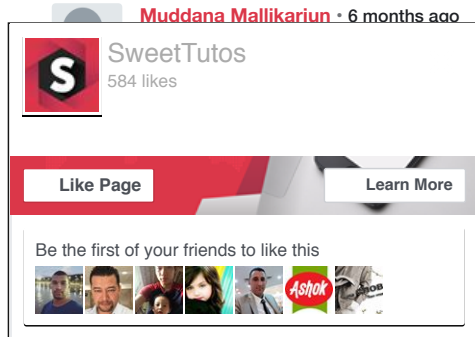 Muddana Mallikarjun • 6 months ago
S
SweetTutos
584 likes
Like Page
Learn More
Be the first of your friends to like this
Ashok